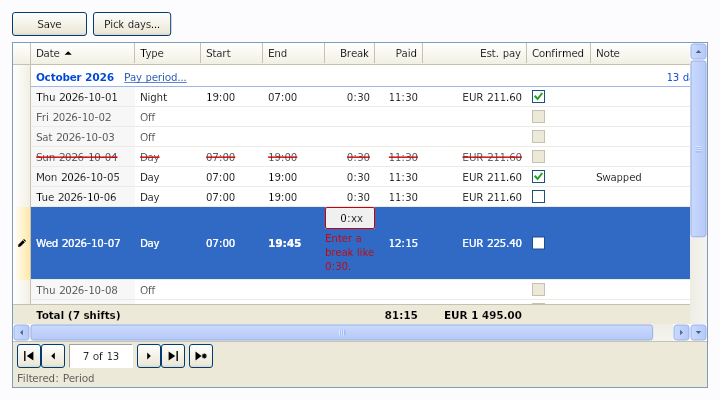 Save Pick days...
Date Type Start End Break Paid Est. pay Confirmed Note
October 2026 Pay period... 13
Thu 2026-10-01 Night 19:00 07:00 0:30 11:30 EUR 211.60
Fri 2026-10-02 Off
Sat 2026-10-03 Off
Sun 2026-10-04 Day 07:00 19:00 0:30 11:30 EUR 211.60
Mon 2026-10-05 Day 07:00 19:00 0:30 11:30 EUR 211.60 Swapped
Tue 2026-10-06 Day 07:00 19:00 0:30 11:30 EUR 211.60
Wed 2026-10-07 Day 07:00 19:45 0:xx 12:15 EUR 225.40
Enter a
break like
0:30.
Thu 2026-10-08 Off
Total (7 shifts) 81:15 EUR 1 495.00
7 of 13
Filtered: Period